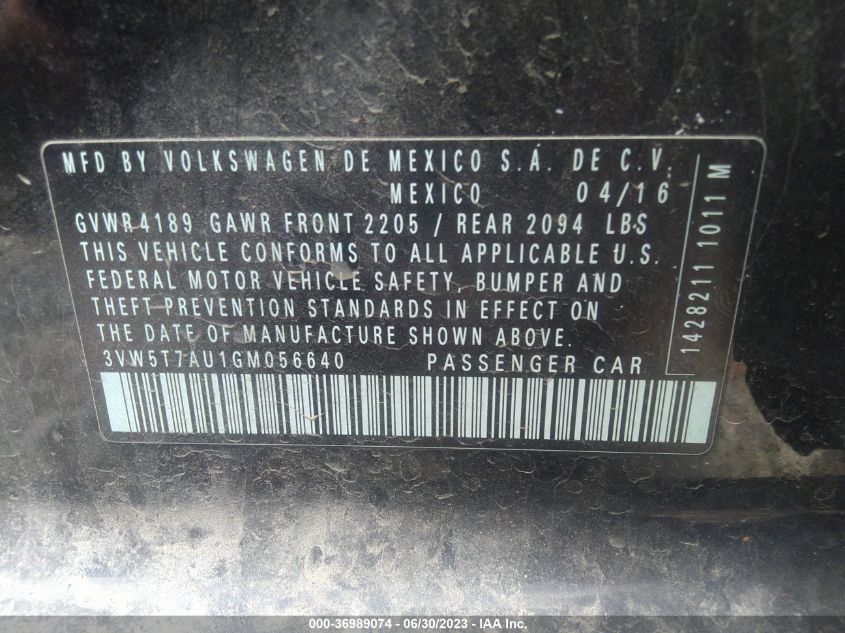 MFD BY VOLKSWAGEN DE MEXICO S.A. DE C.V.
MEXICO 04/16
GVWR 4189 GAWR FRONT 2205 / REAR 2094 LBS
THIS VEHICLE CONFORMS TO ALL APPLICABLE U.S.
FEDERAL MOTOR VEHICLE SAFETY, BUMPER AND
THEFT PREVENTION STANDARDS IN EFFECT ON
THE DATE OF MANUFACTURE SHOWN ABOVE.
3VW5T7AU1GM056640 PASSENGER CAR
1428211 1011 M
000-36989074 / 06/30/2023 - © IAA Inc.